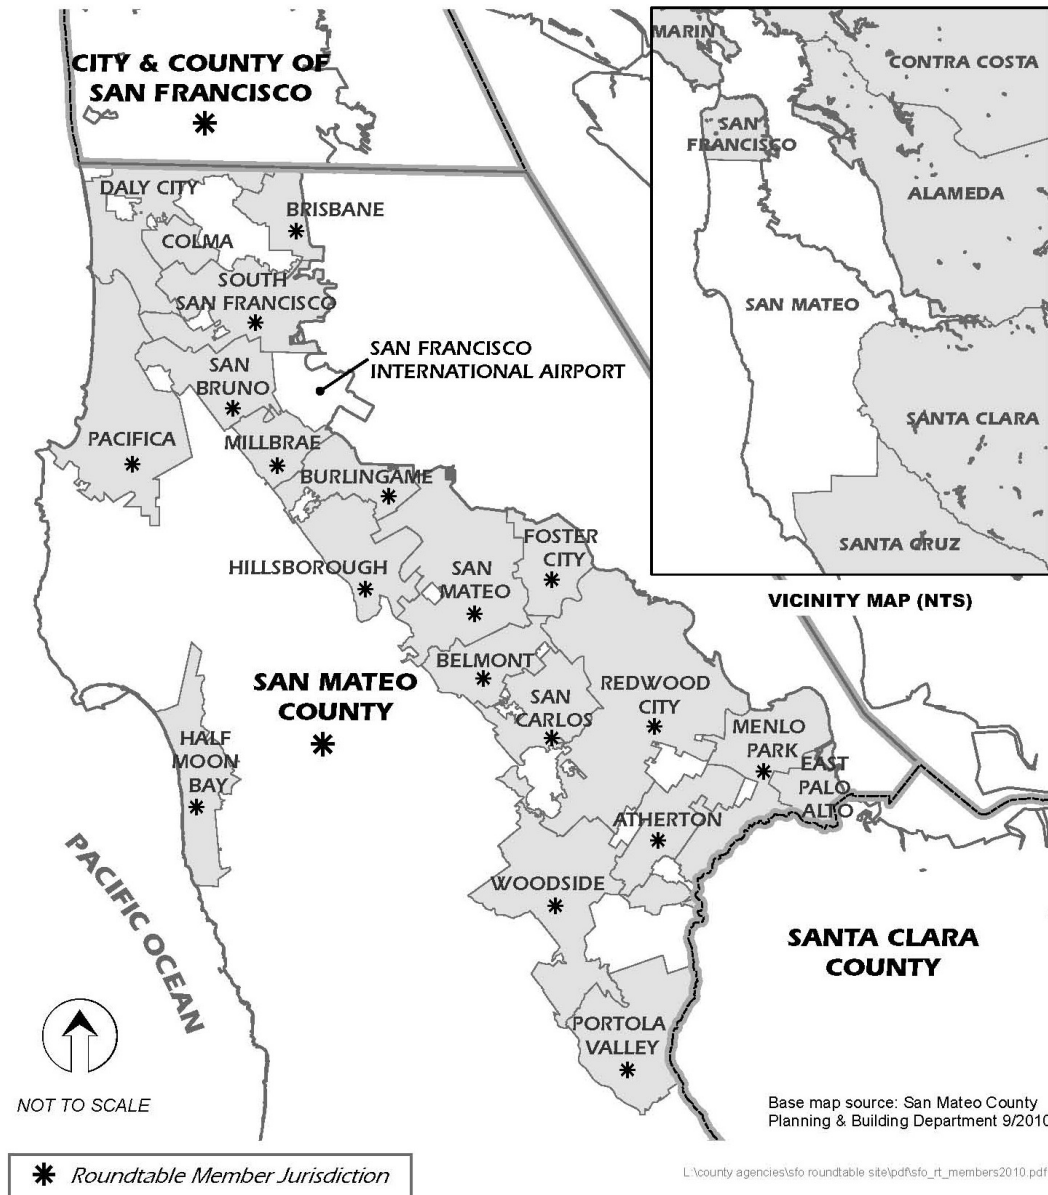 CITY & COUNTY OF
SAN FRANCISCO
MARIN
CONTRA COSTA
SAN
FRANCISCO
ALAMEDA
SAN MATEO
SANTA CLARA
SANTA CRUZ
VICINITY MAP (NTS)
DALY CITY
BRISBANE
COLMA
SOUTH
SAN FRANCISCO
SAN FRANCISCO
INTERNATIONAL AIRPORT
SAN
BRUNO
PACIFICA
MILLBRAE
BURLINGAME
FOSTER
CITY
HILLSBOROUGH
SAN
MATEO
BELMONT
SAN MATEO
COUNTY
SAN
CARLOS
REDWOOD
CITY
MENLO
PARK
HALF
MOON
BAY
EAST
PALO
ALTO
ATHERTON
WOODSIDE
PACIFIC OCEAN
SANTA CLARA
COUNTY
PORTOLA
VALLEY
NOT TO SCALE
Base map source: San Mateo County
Planning & Building Department 9/2010
Roundtable Member Jurisdiction
L:\county agencies\sfo roundtable site\pdf\sfo_rt_members2010.pdf